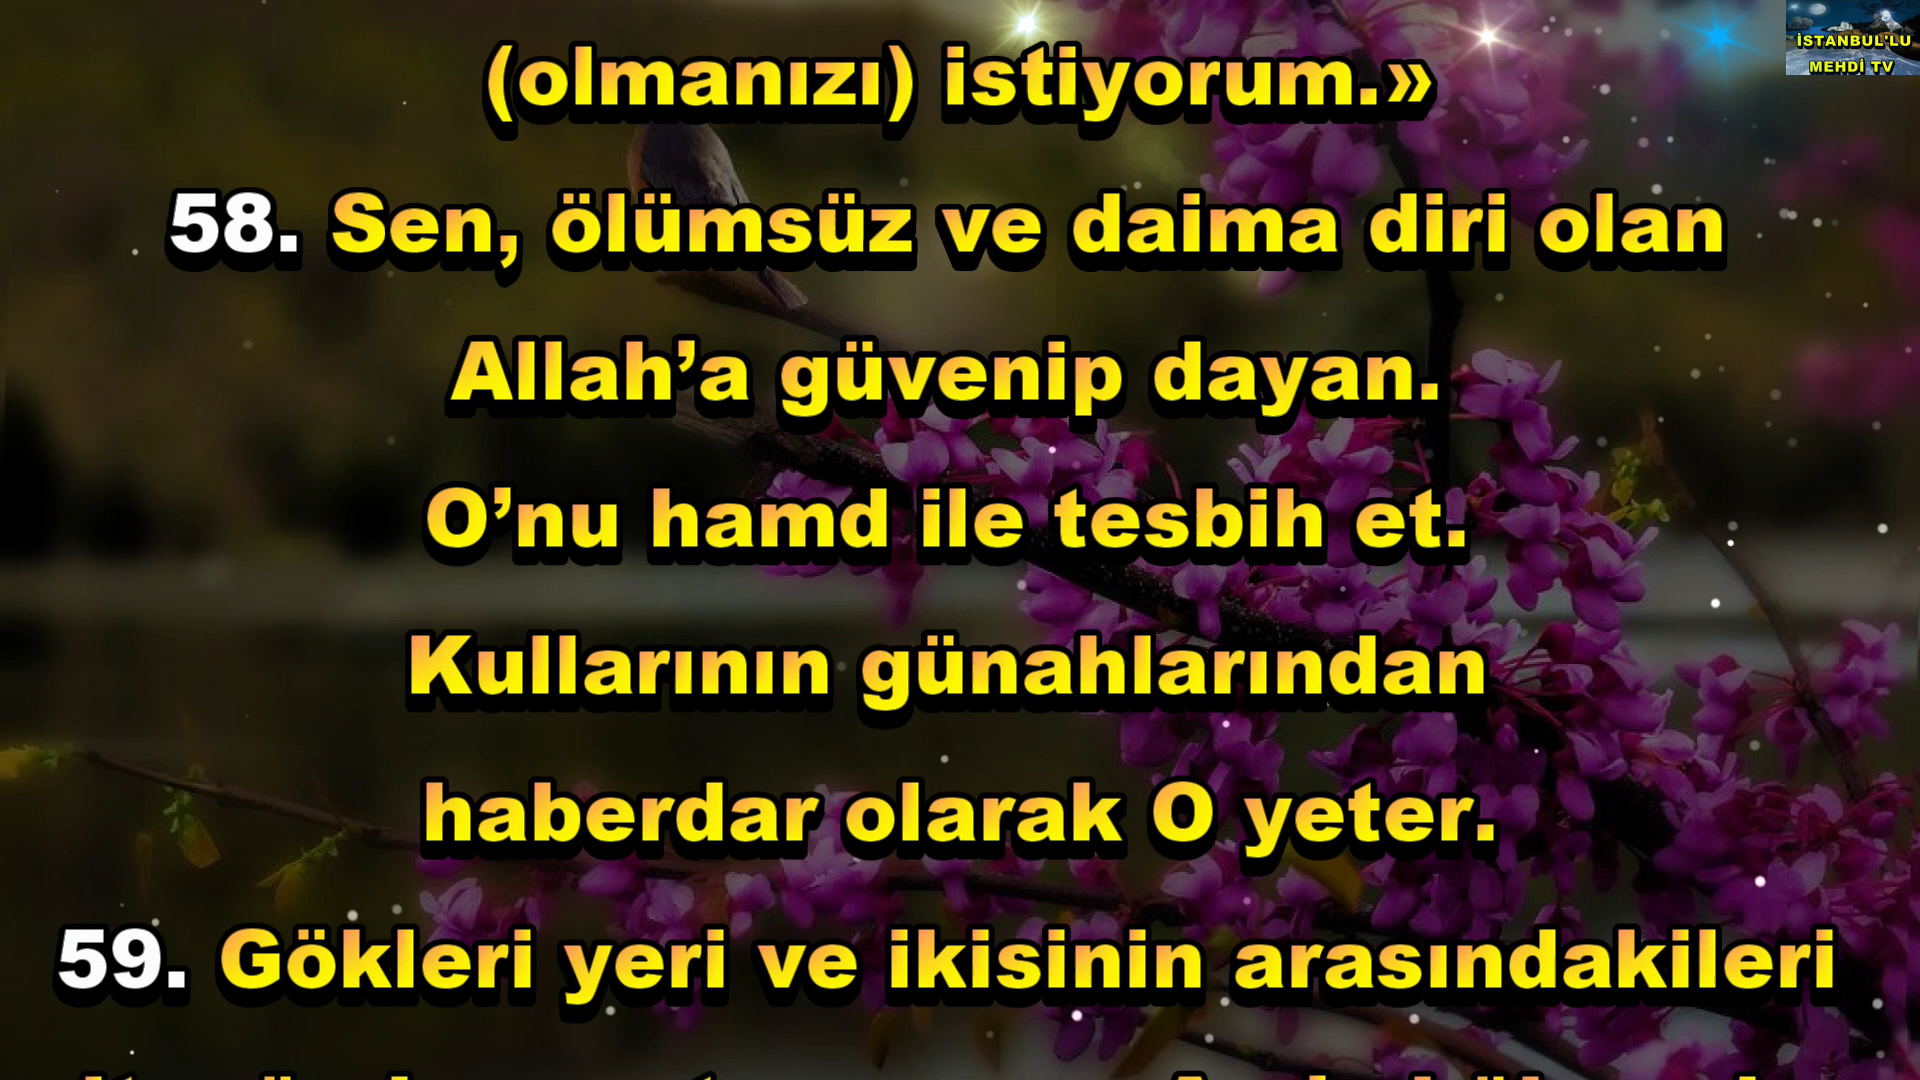 İSTANBUL'LU
MEHDİ TV
(olmanızı) istiyorum.»
58. Sen, ölümsüz ve daima diri olan
Allah’a güvenip dayan.
O’nu hamd ile tesbih et.
Kullarının günahlarından
haberdar olarak O yeter.
59. Gökleri yeri ve ikisinin arasındakileri